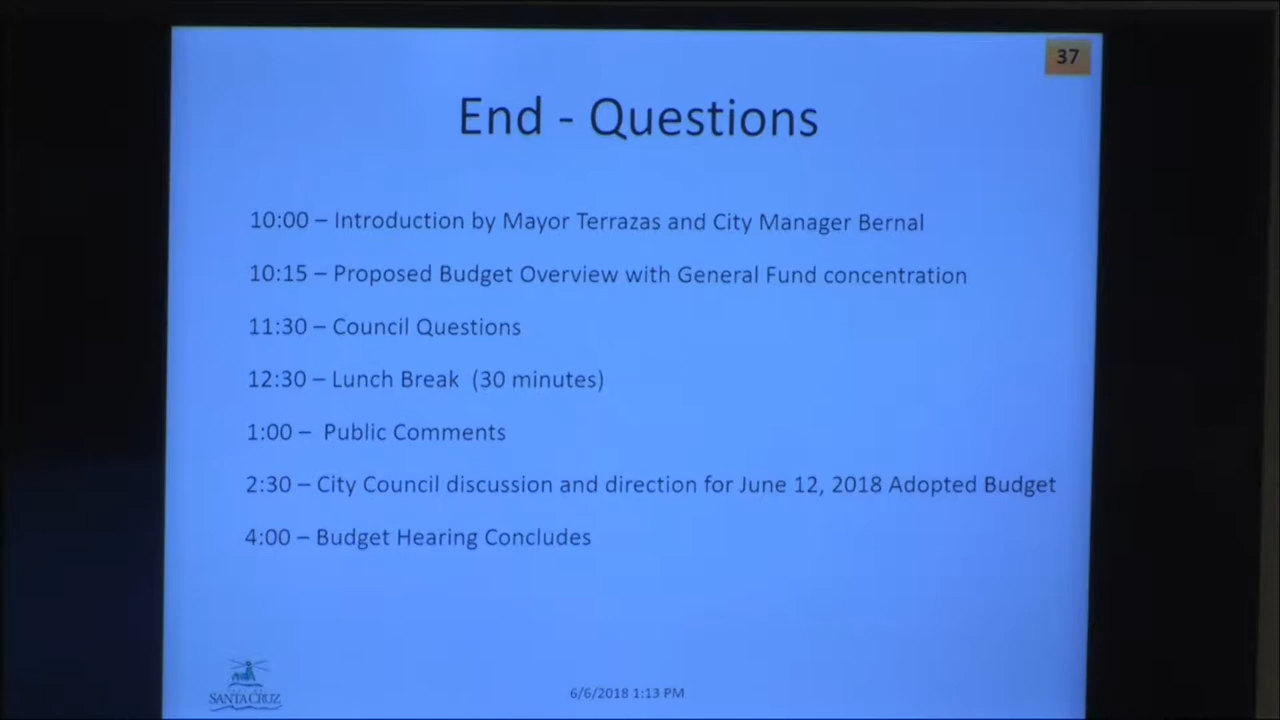 37
End - Questions
10:00 – Introduction by Mayor Terrazas and City Manager Bernal
10:15 – Proposed Budget Overview with General Fund concentration
11:30 – Council Questions
12:30 – Lunch Break (30 minutes)
1:00 – Public Comments
2:30 – City Council discussion and direction for June 12, 2018 Adopted Budget
4:00 – Budget Hearing Concludes
SANTA CRUZ
6/6/2018 1:13 PM